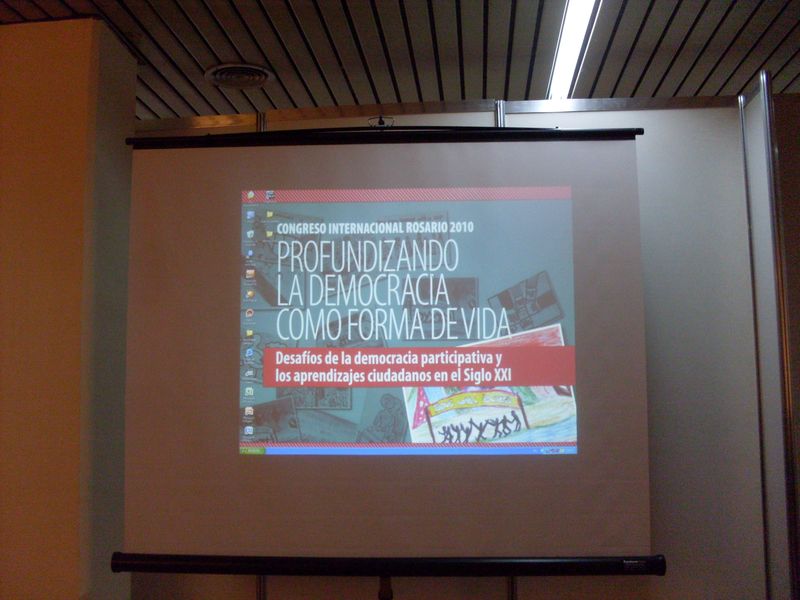 CONGRESO INTERNACIONAL ROSARIO 2010
PROFUNDIZANDO
LA DEMOCRACIA
COMO FORMA DE VIDA
Desafíos de la democracia participativa y
los aprendizajes ciudadanos en el Siglo XXI